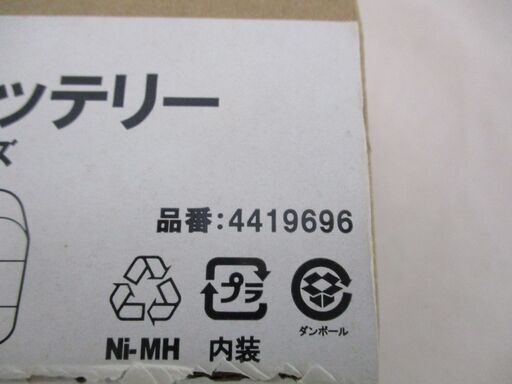 ッテリー
ズ
品番:4419696
プラ
ダンボール
Ni-MH 内装